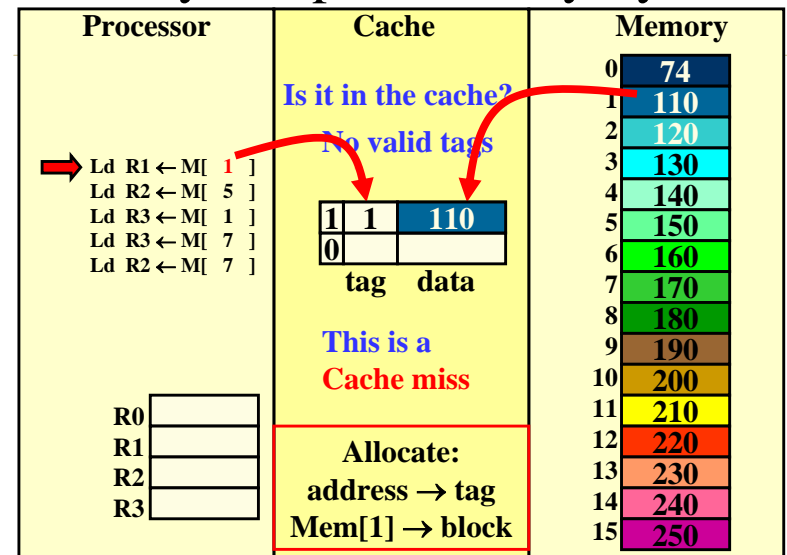 Processor
Cache
Memory
Is it in the cache?
No valid tags
Ld R1 ← M[ 1 ]
Ld R2 ← M[ 5 ]
Ld R3 ← M[ 1 ]
Ld R3 ← M[ 7 ]
Ld R2 ← M[ 7 ]
1 1 110
0
tag data
This is a
Cache miss
Allocate:
address → tag
Mem[1] → block
R0
R1
R2
R3
0 74
1 110
2 120
3 130
4 140
5 150
6 160
7 170
8 180
9 190
10 200
11 210
12 220
13 230
14 240
15 250